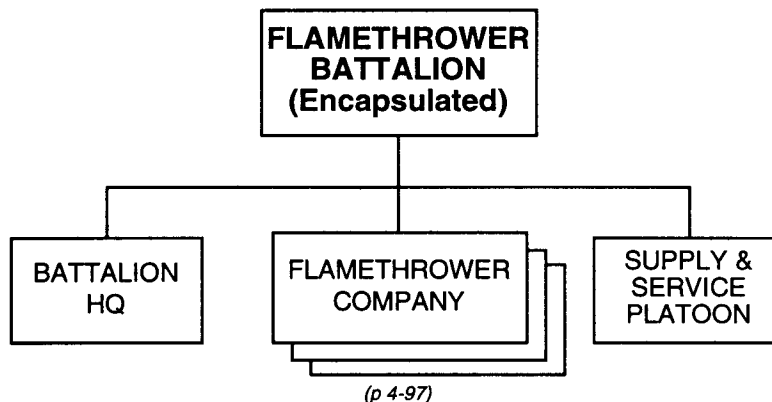 FLAMETHROWER
BATTALION
(Encapsulated)
BATTALION
HQ
FLAMETHROWER
COMPANY
SUPPLY &
SERVICE
PLATOON
(p 4-97)